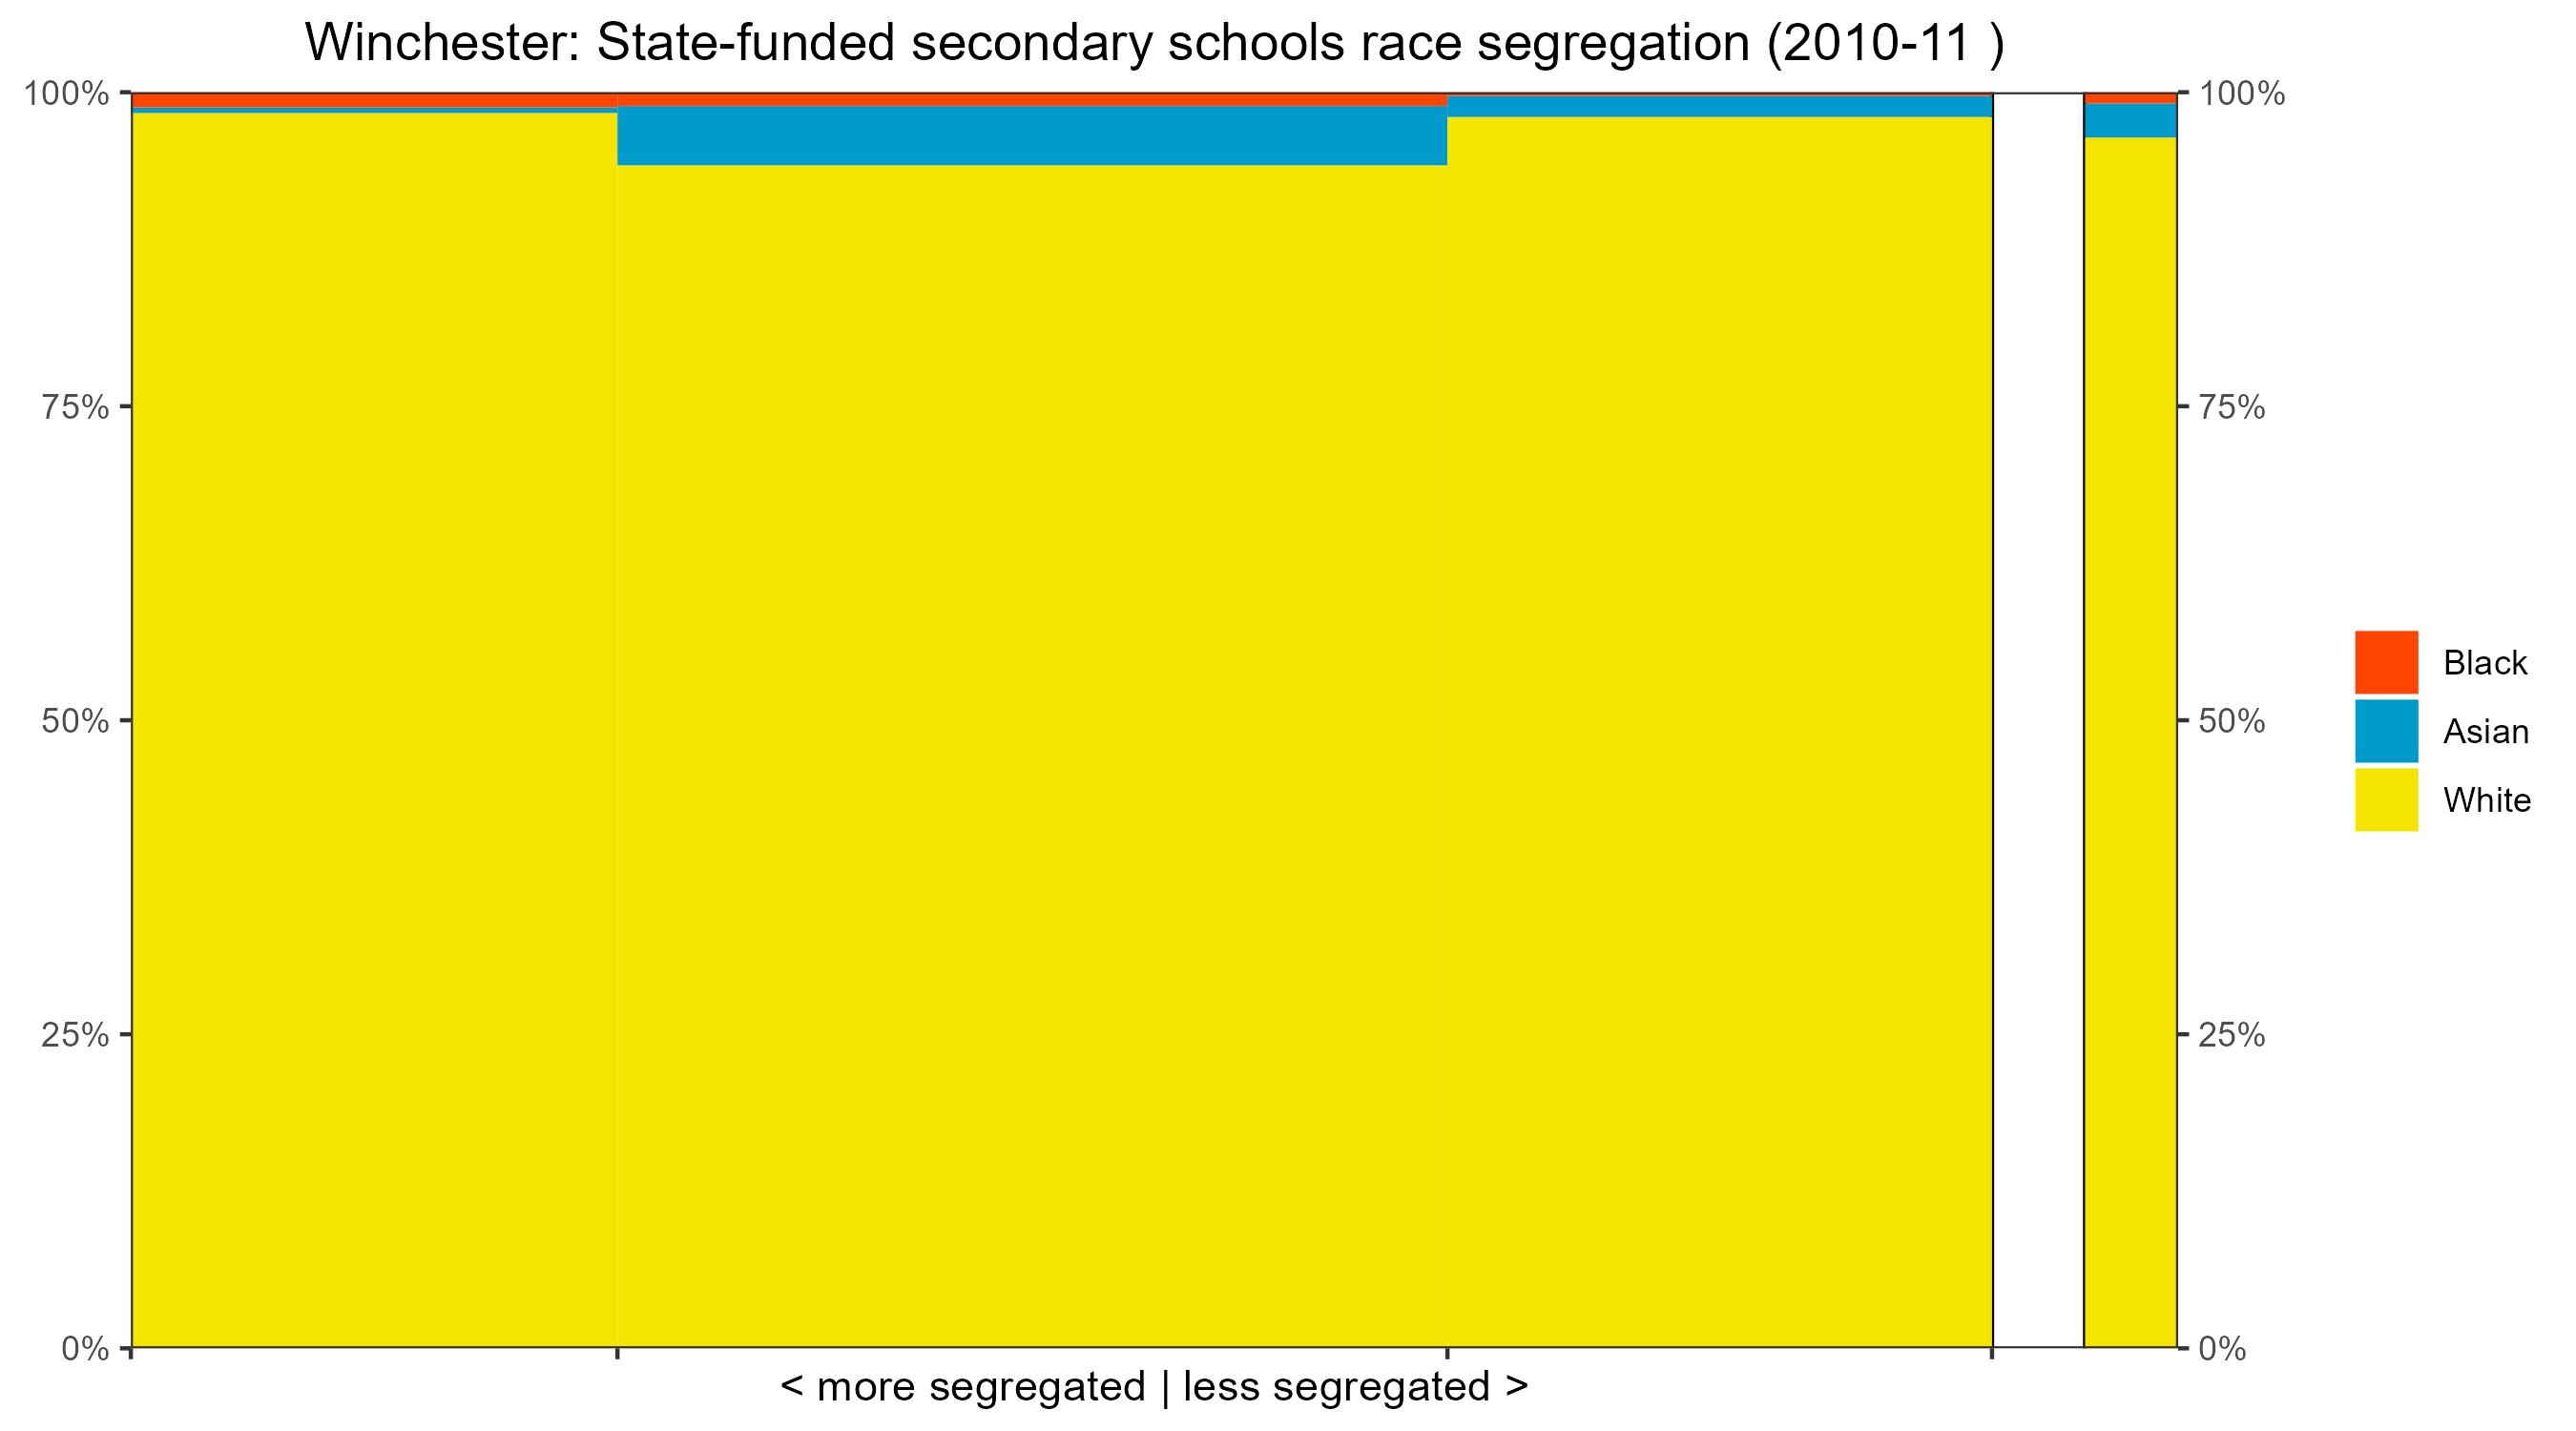 Winchester: State-funded secondary schools race segregation (2010-11 )
100%
75%
50%
25%
0%
100%
75%
50%
25%
0%
Black
Asian
White
< more segregated | less segregated >